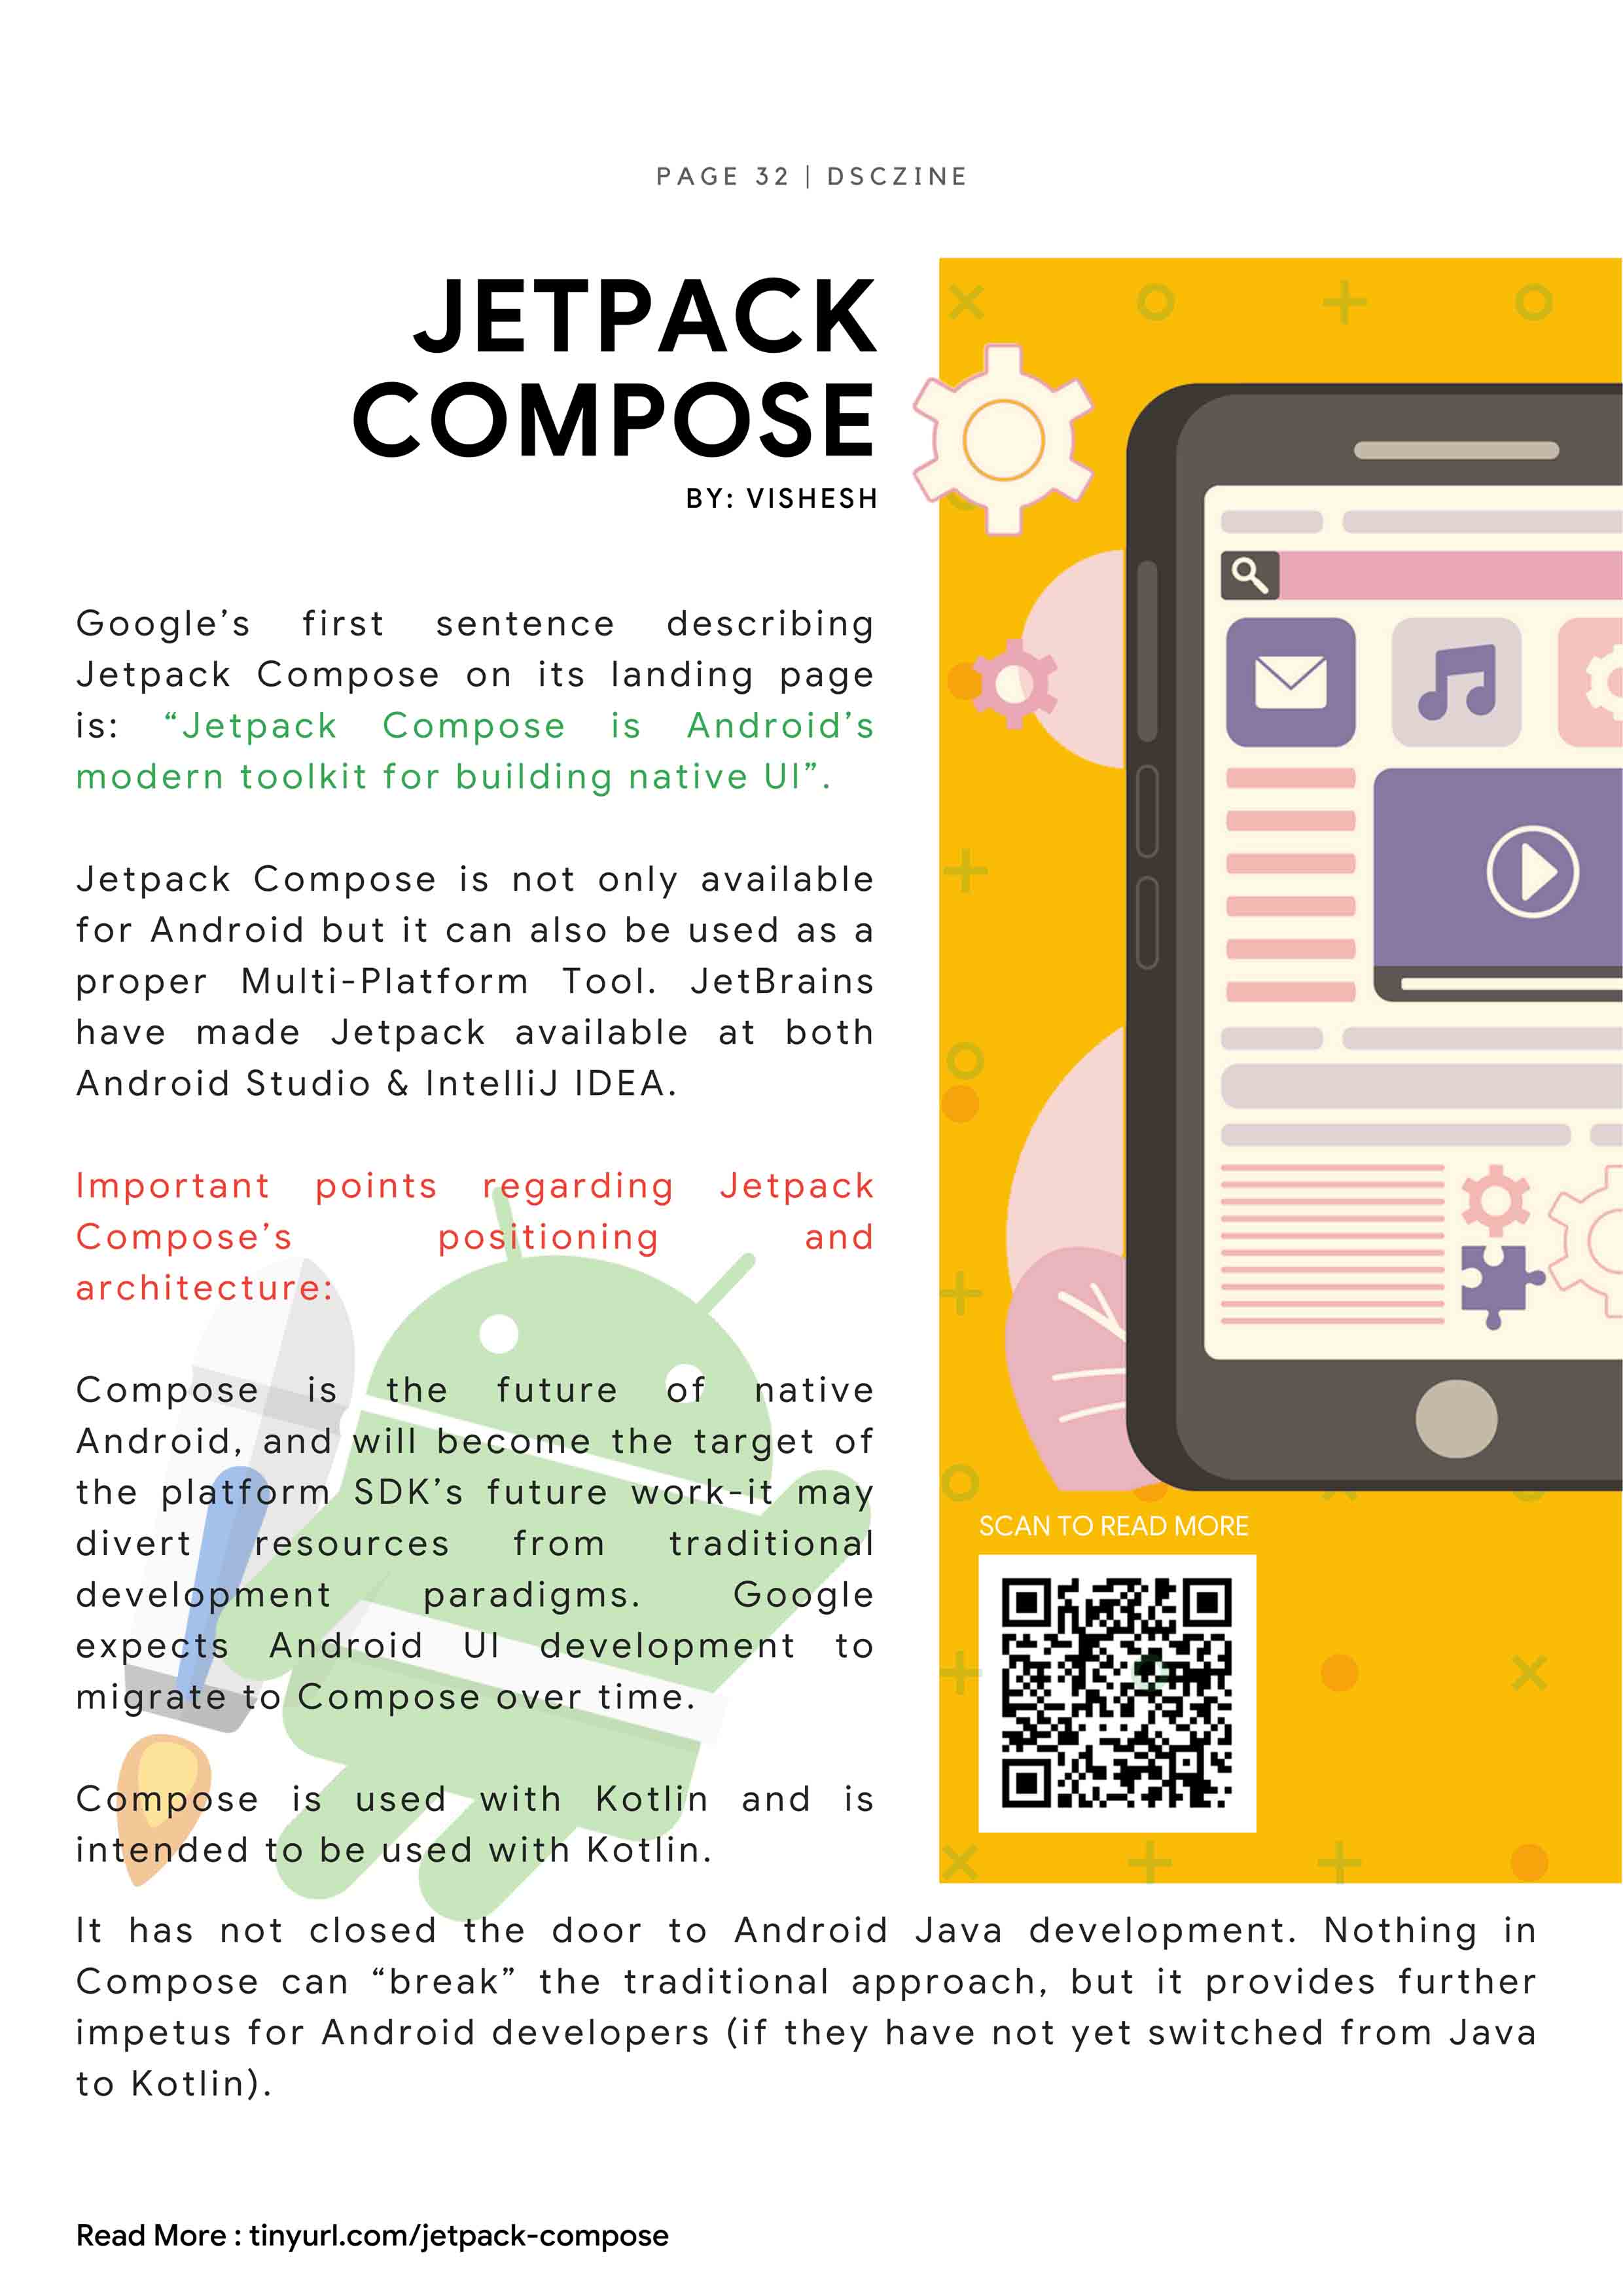 PAGE 32 | DSCZINE
JETPACK
COMPOSE
BY: VISHESH
Google’s first sentence describing
Jetpack Compose on its landing page
is: “Jetpack Compose is Android’s
modern toolkit for building native UI”.
Jetpack Compose is not only available
for Android but it can also be used as a
proper Multi-Platform Tool. JetBrains
have made Jetpack available at both
Android Studio & IntelliJ IDEA.
Important points regarding Jetpack
Compose’s positioning and
architecture:
Compose is the future of native
Android, and will become the target of
the platform SDK’s future work-it may
divert resources from traditional
development paradigms. Google
expects Android UI development to
migrate to Compose over time.
Compose is used with Kotlin and is
intended to be used with Kotlin.
SCAN TO READ MORE
It has not closed the door to Android Java development. Nothing in
Compose can “break” the traditional approach, but it provides further
impetus for Android developers (if they have not yet switched from Java
to Kotlin).
Read More : tinyurl.com/jetpack-compose